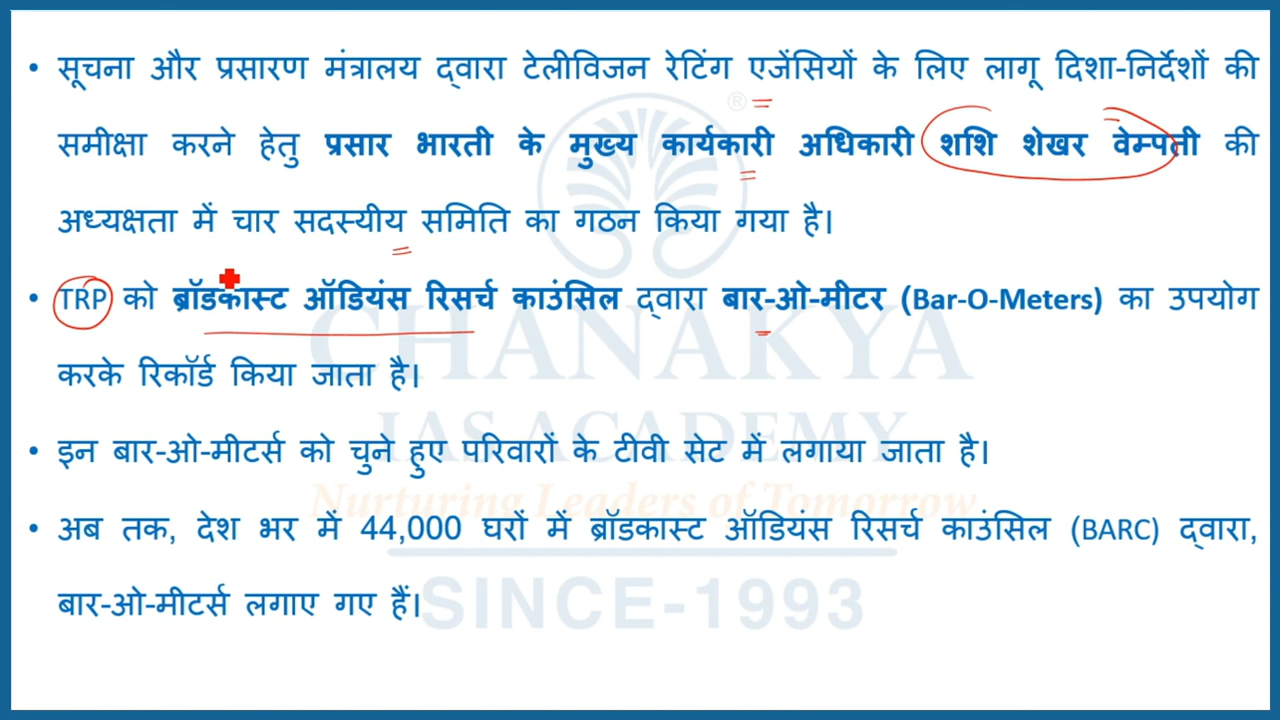 • सूचना और प्रसारण मंत्रालय द्वारा टेलीविजन रेटिंग एजेंसियों के लिए लागू दिशा-निर्देशों की
समीक्षा करने हेतु प्रसार भारती के मुख्य कार्यकारी अधिकारी शशि शेखर वेम्पती की
अध्यक्षता में चार सदस्यीय समिति का गठन किया गया है।
• TRP को ब्रॉडकास्ट ऑडियंस रिसर्च काउंसिल द्वारा बार-ओ-मीटर (Bar-O-Meters) का उपयोग
करके रिकॉर्ड किया जाता है।
• इन बार-ओ-मीटर्स को चुने हुए परिवारों के टीवी सेट में लगाया जाता है।
• अब तक, देश भर में 44,000 घरों में ब्रॉडकास्ट ऑडियंस रिसर्च काउंसिल (BARC) द्वारा,
बार-ओ-मीटर्स लगाए गए हैं।
®
CHANAKYA
IAS ACADEMY
Nurturing Leaders of Tomorrow
SINCE-1993